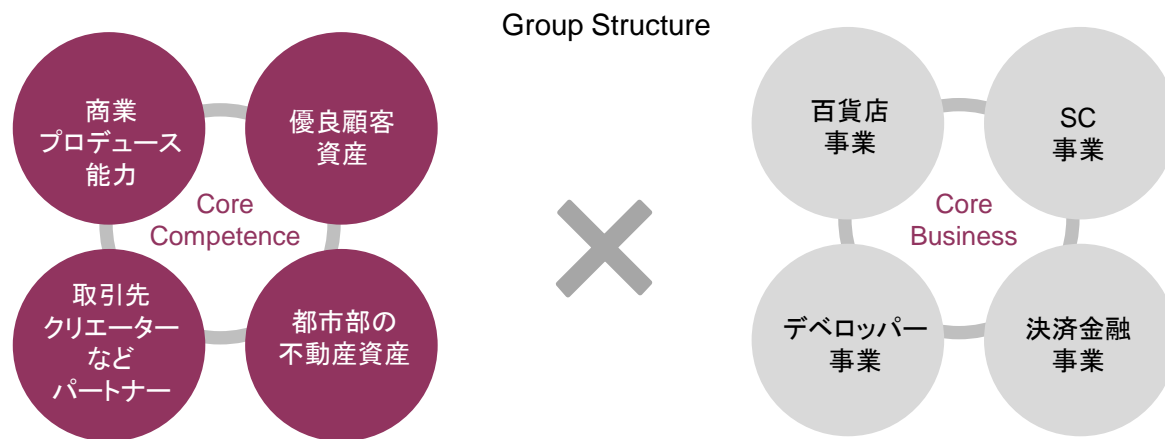 Group Structure
商業
プロデュース
能力
優良顧客
資産
Core
Competence
取引先
クリエーター
など
パートナー
都市部の
不動産資産
百貨店
事業
SC
事業
Core
Business
デベロッパー
事業
決済金融
事業